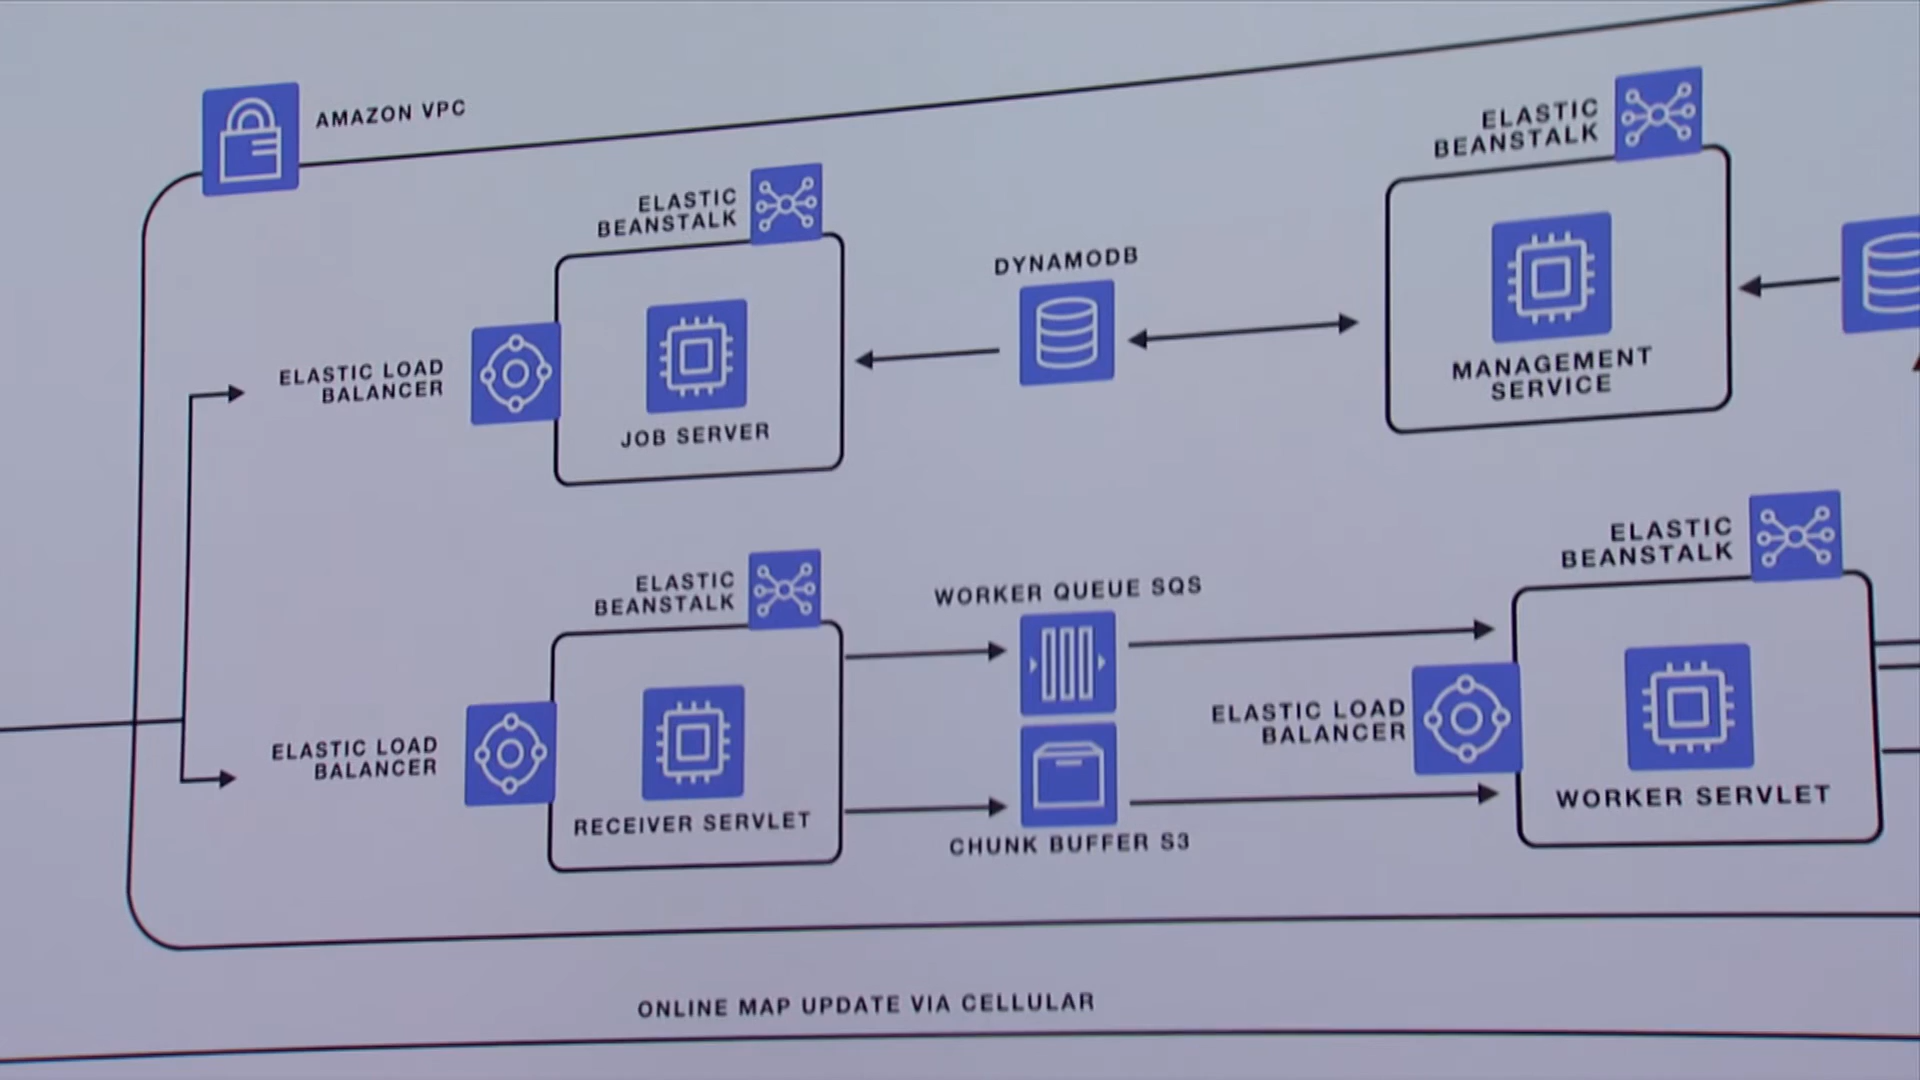 AMAZON VPC
ELASTIC
BEANSTALK
ELASTIC
BEANSTALK
DYNAMODB
ELASTIC LOAD
BALANCER
JOB SERVER
MANAGEMENT
SERVICE
ELASTIC
BEANSTALK
ELASTIC
BEANSTALK
WORKER QUEUE SQS
ELASTIC LOAD
BALANCER
ELASTIC LOAD
BALANCER
RECEIVER SERVLET
WORKER SERVLET
CHUNK BUFFER S3
ONLINE MAP UPDATE VIA CELLULAR